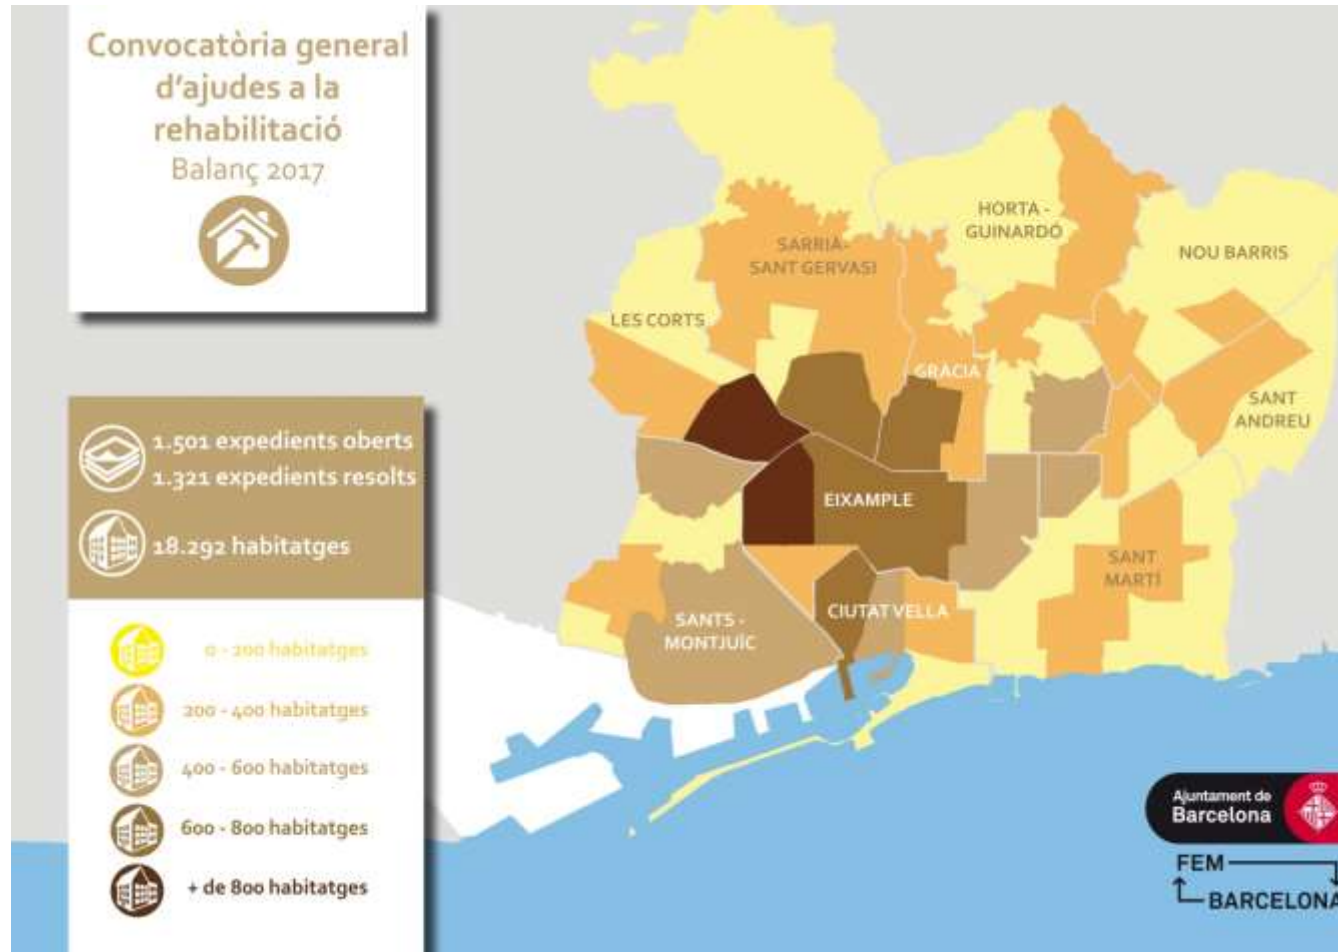 Convocatòria general
d'ajudes a la
rehabilitació
Balanç 2017
1.501 expedients oberts
1.321 expedients resolts
18.292 habitatges
0 - 200 habitatges
200 - 400 habitatges
400 - 600 habitatges
600 - 800 habitatges
+ de 800 habitatges
HORTA -
GUINARDÓ
SARRIÀ-
SANT GERVASI
NOU BARRIS
LES CORTS
GRÀCIA
SANT
ANDREU
EIXAMPLE
SANT
MARTÍ
CIUTAT VELLA
SANTS -
MONTJUÏC
Ajuntament de
Barcelona
FEM
BARCELONA